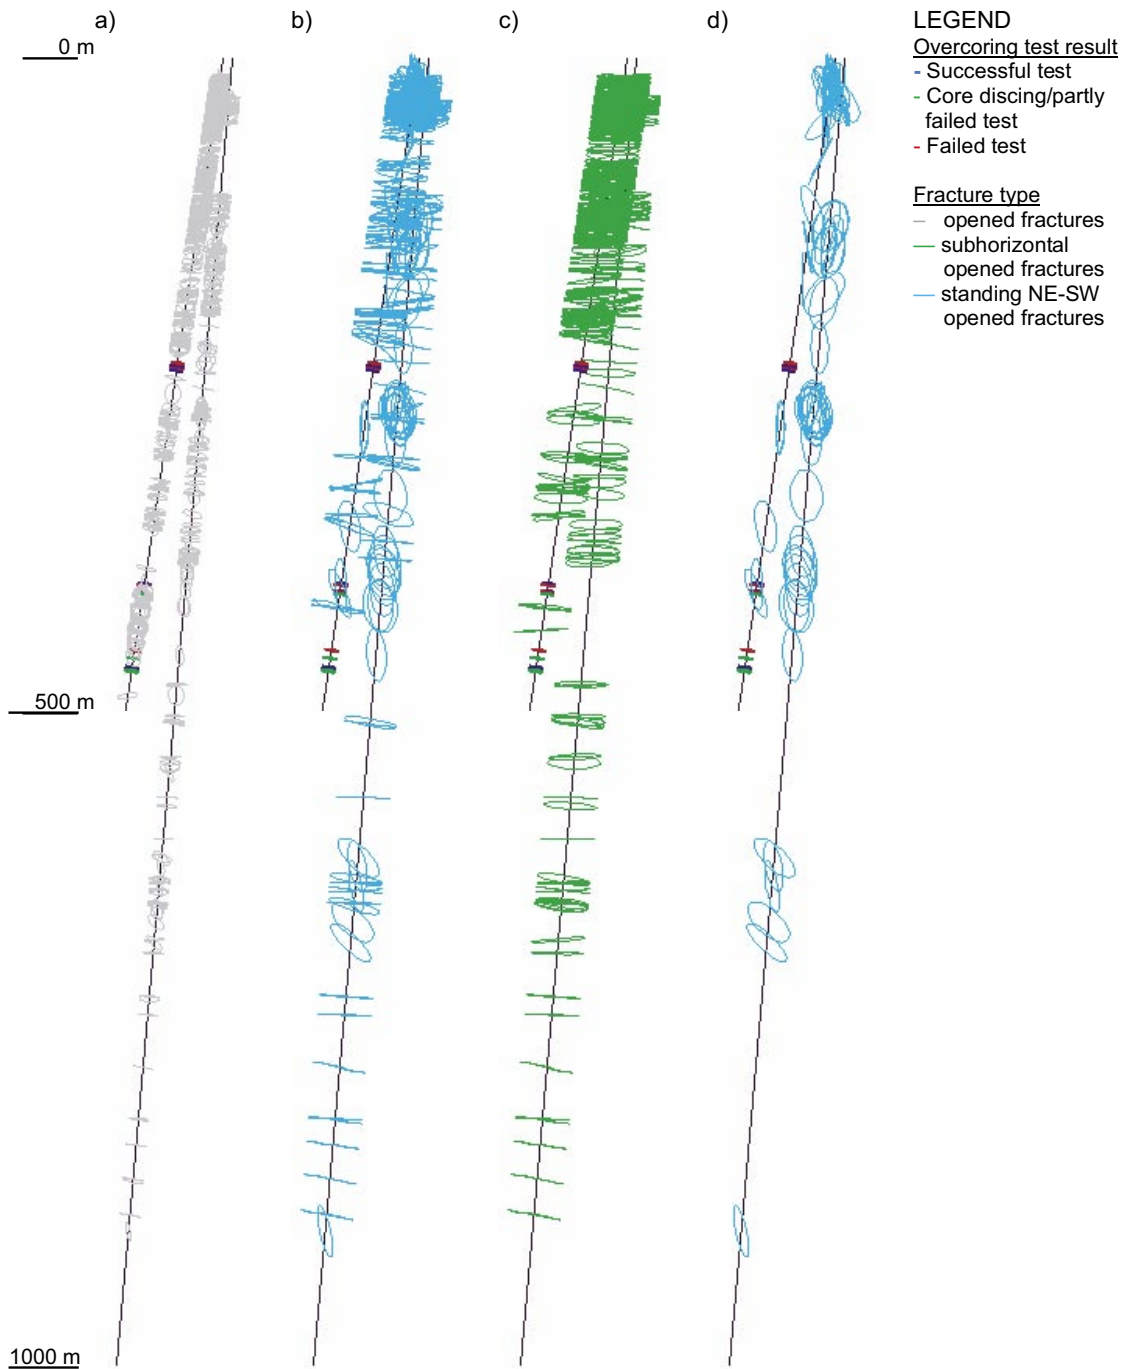 a)
b)
c)
d)
LEGEND
0 m
Overcoring test result
- Successful test
- Core discing/partly
failed test
- Failed test
Fracture type
— opened fractures
— subhorizontal
opened fractures
— standing NE-SW
opened fractures
500 m
1000 m